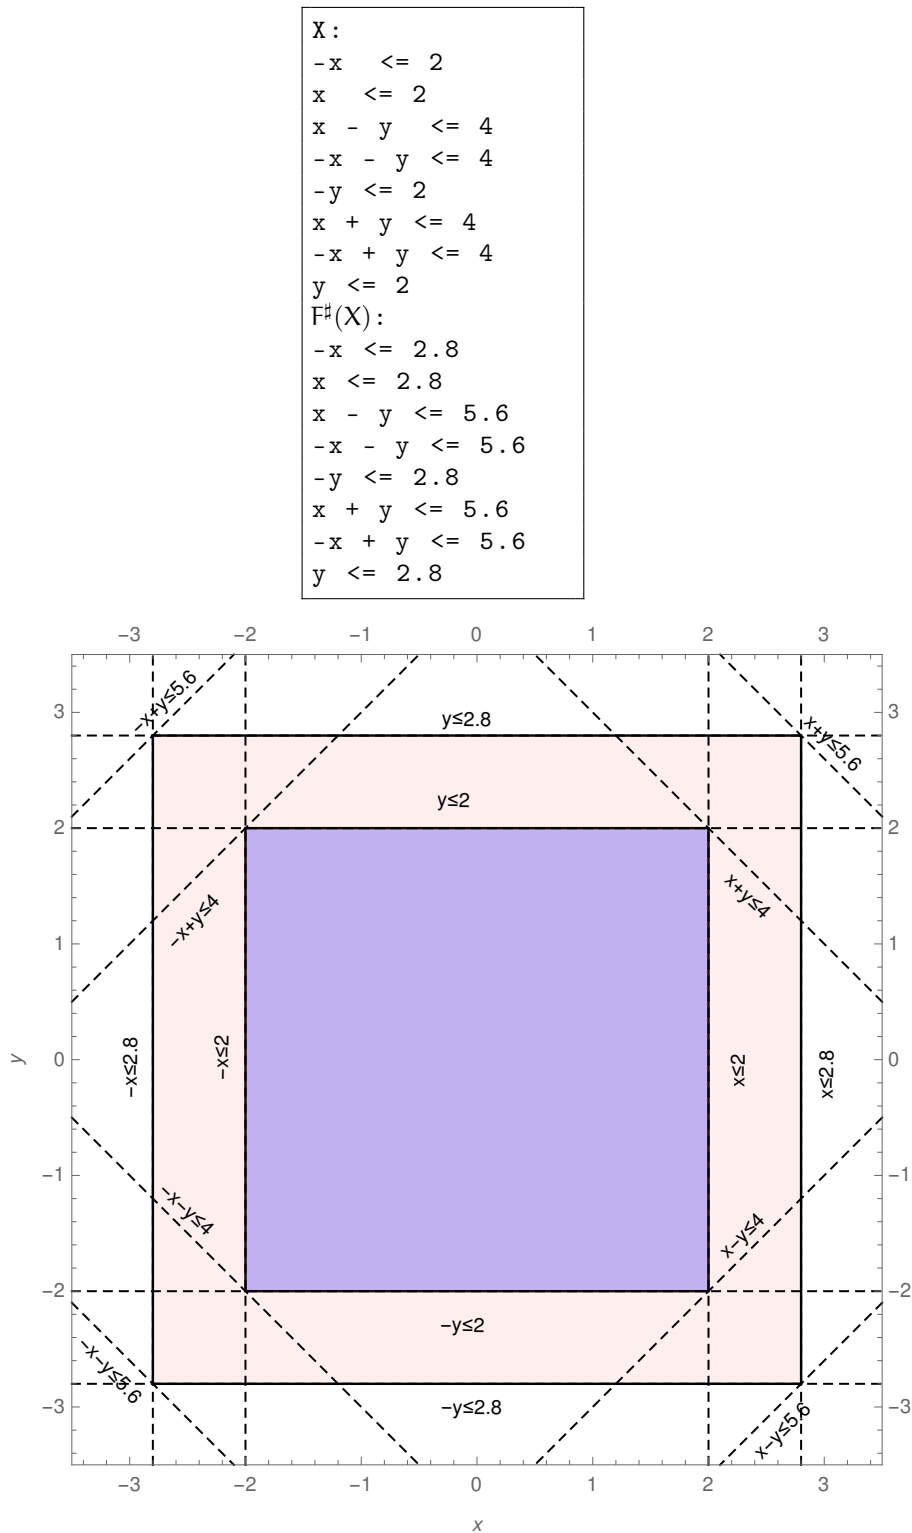 X:
-x <= 2
x <= 2
x - y <= 4
-x - y <= 4
-y <= 2
x + y <= 4
-x + y <= 4
y <= 2
F♯(X):
-x <= 2.8
x <= 2.8
x - y <= 5.6
-x - y <= 5.6
-y <= 2.8
x + y <= 5.6
-x + y <= 5.6
y <= 2.8
−3 −2 −1 0 1 2 3
−x+y≤5.6
3 y≤2.8 x+y≤5.6 3
y≤2
2 2
−x+y≤4 x+y≤4
1 1
y 0 −x≤2.8 −x≤2 x≤2 x≤2.8 0
−1 −1
−x−y≤4 x−y≤4
−2 −2
−y≤2
−x−y≤5.6
−3 −y≤2.8 x−y≤5.6 −3
−3 −2 −1 0 1 2 3
x